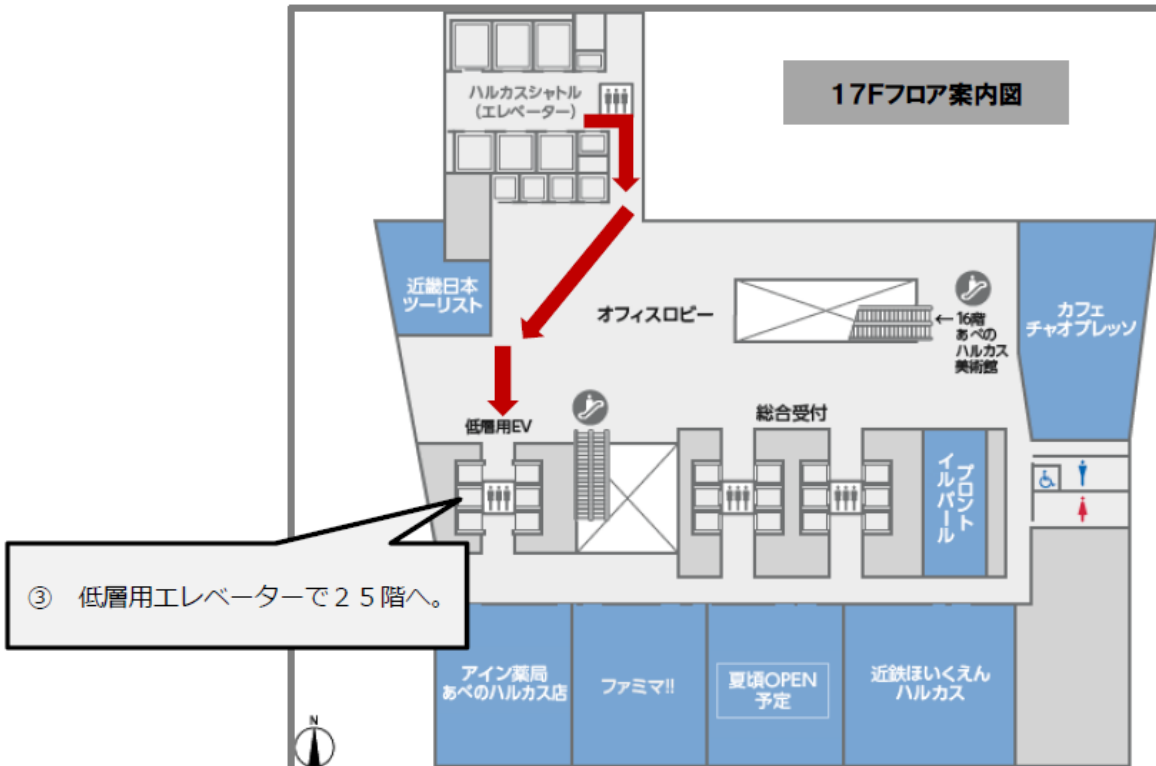 17Fフロア案内図
ハルカスシャトル
(エレベーター)
近畿日本
ツーリスト
オフィスロビー
←16階
あべの
ハルカス
美術館
カフェ
チャオプレッソ
低層用EV
総合受付
プロント
イルバール
③ 低層用エレベーターで25階へ。
アイン薬局
あべのハルカス店
ファミマ!!
夏頃OPEN
予定
近鉄ほいくえん
ハルカス
N